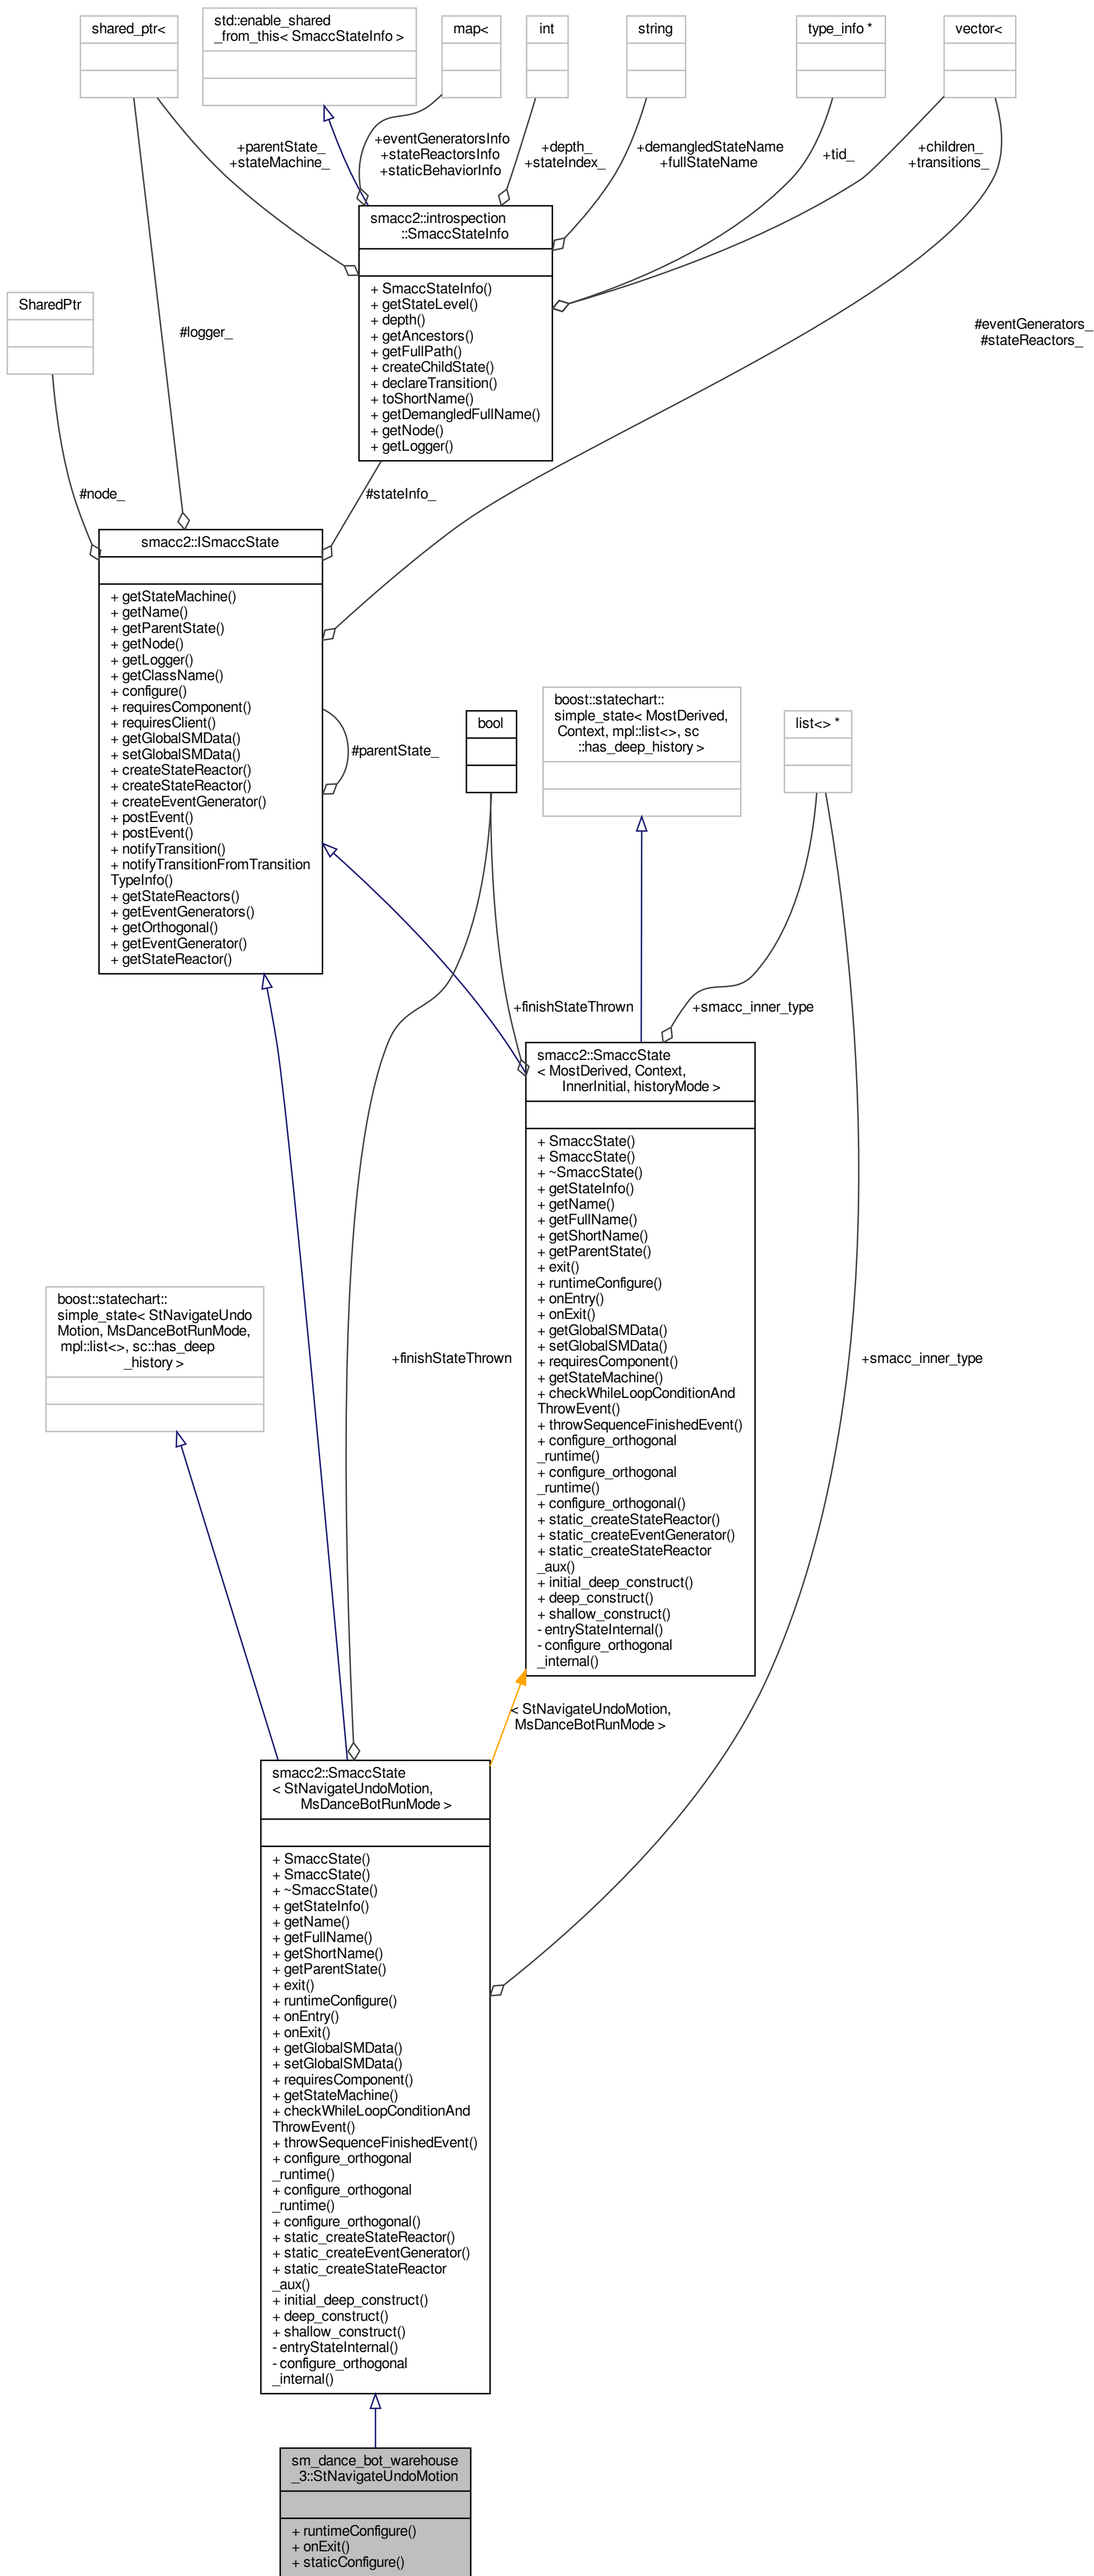 shared_ptr<
std::enable_shared
_from_this< SmaccStateInfo >
map<
int
string
type_info *
vector<
+parentState_
+stateMachine_
+eventGeneratorsInfo
+stateReactorsInfo
+staticBehaviorInfo
+depth_
+stateIndex_
+demangledStateName
+fullStateName
+tid_
+children_
+transitions_
smacc2::introspection
::SmaccStateInfo
+ SmaccStateInfo()
+ getStateLevel()
+ depth()
+ getAncestors()
+ getFullPath()
+ createChildState()
+ declareTransition()
+ toShortName()
+ getDemangledFullName()
+ getNode()
+ getLogger()
SharedPtr
#logger_
#eventGenerators_
#stateReactors_
#node_
#stateInfo_
smacc2::ISmaccState
+ getStateMachine()
+ getName()
+ getParentState()
+ getNode()
+ getLogger()
+ getClassName()
+ configure()
+ requiresComponent()
+ requiresClient()
+ getGlobalSMData()
+ setGlobalSMData()
+ createStateReactor()
+ createStateReactor()
+ createEventGenerator()
+ postEvent()
+ postEvent()
+ notifyTransition()
+ notifyTransitionFromTransition
TypeInfo()
+ getStateReactors()
+ getEventGenerators()
+ getOrthogonal()
+ getEventGenerator()
+ getStateReactor()
#parentState_
bool
boost::statechart::
simple_state< MostDerived,
Context, mpl::list<>, sc
::has_deep_history >
list<> *
+finishStateThrown
+smacc_inner_type
smacc2::SmaccState
< MostDerived, Context,
InnerInitial, historyMode >
+ SmaccState()
+ SmaccState()
+ ~SmaccState()
+ getStateInfo()
+ getName()
+ getFullName()
+ getShortName()
+ getParentState()
+ exit()
+ runtimeConfigure()
+ onEntry()
+ onExit()
+ getGlobalSMData()
+ setGlobalSMData()
+ requiresComponent()
+ getStateMachine()
+ checkWhileLoopConditionAnd
ThrowEvent()
+ throwSequenceFinishedEvent()
+ configure_orthogonal
_runtime()
+ configure_orthogonal
_runtime()
+ configure_orthogonal()
+ static_createStateReactor()
+ static_createEventGenerator()
+ static_createStateReactor
_aux()
+ initial_deep_construct()
+ deep_construct()
+ shallow_construct()
- entryStateInternal()
- configure_orthogonal
_internal()
boost::statechart::
simple_state< StNavigateUndo
Motion, MsDanceBotRunMode,
mpl::list<>, sc::has_deep
_history >
+finishStateThrown
+smacc_inner_type
< StNavigateUndoMotion,
MsDanceBotRunMode >
smacc2::SmaccState
< StNavigateUndoMotion,
MsDanceBotRunMode >
+ SmaccState()
+ SmaccState()
+ ~SmaccState()
+ getStateInfo()
+ getName()
+ getFullName()
+ getShortName()
+ getParentState()
+ exit()
+ runtimeConfigure()
+ onEntry()
+ onExit()
+ getGlobalSMData()
+ setGlobalSMData()
+ requiresComponent()
+ getStateMachine()
+ checkWhileLoopConditionAnd
ThrowEvent()
+ throwSequenceFinishedEvent()
+ configure_orthogonal
_runtime()
+ configure_orthogonal
_runtime()
+ configure_orthogonal()
+ static_createStateReactor()
+ static_createEventGenerator()
+ static_createStateReactor
_aux()
+ initial_deep_construct()
+ deep_construct()
+ shallow_construct()
- entryStateInternal()
- configure_orthogonal
_internal()
sm_dance_bot_warehouse
_3::StNavigateUndoMotion
+ runtimeConfigure()
+ onExit()
+ staticConfigure()